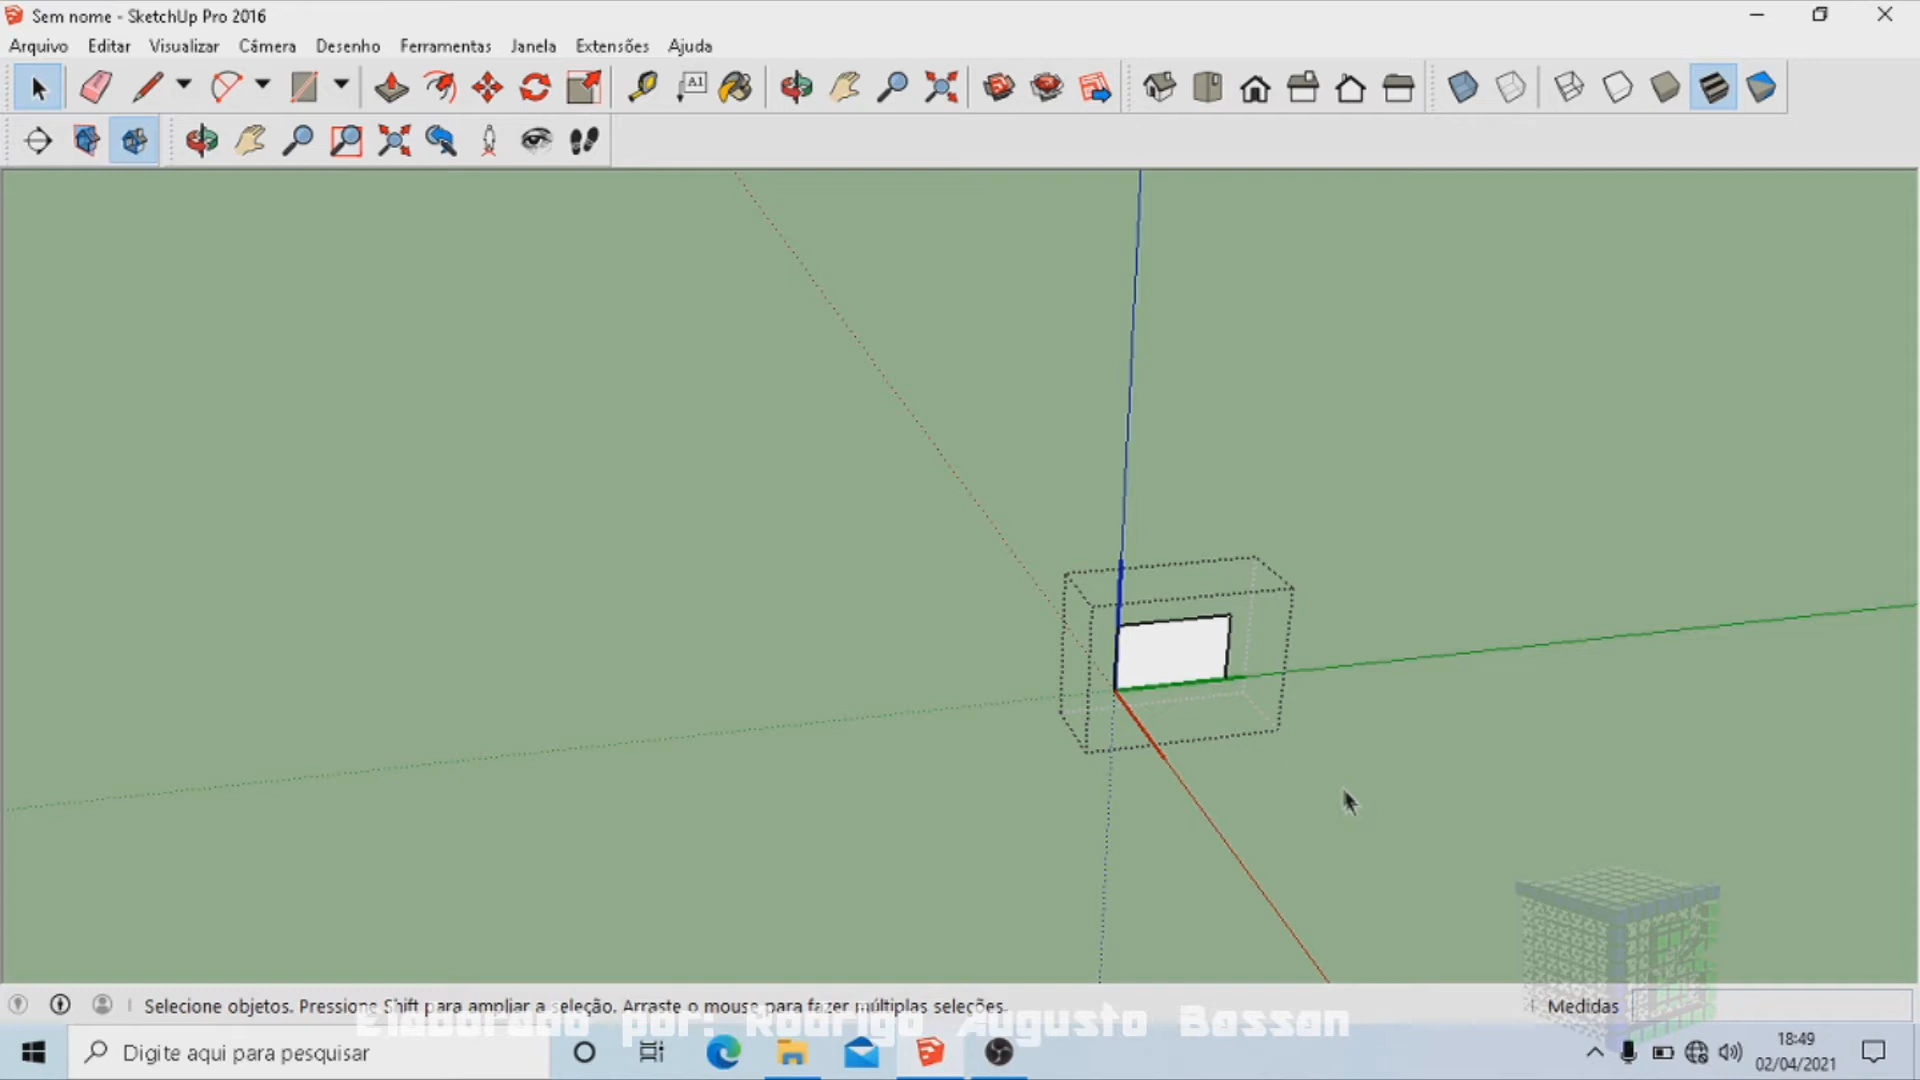 Sem nome - SketchUp Pro 2016
Arquivo Editar Visualizar Câmera Desenho Ferramentas Janela Extensões Ajuda
A1
Selecione objetos. Pressione Shift para ampliar a seleção. Arraste o mouse para fazer múltiplas seleções.
Medidas
Elaborado por: Rodrigo Augusto Bassan
Digite aqui para pesquisar
18:49
02/04/2021